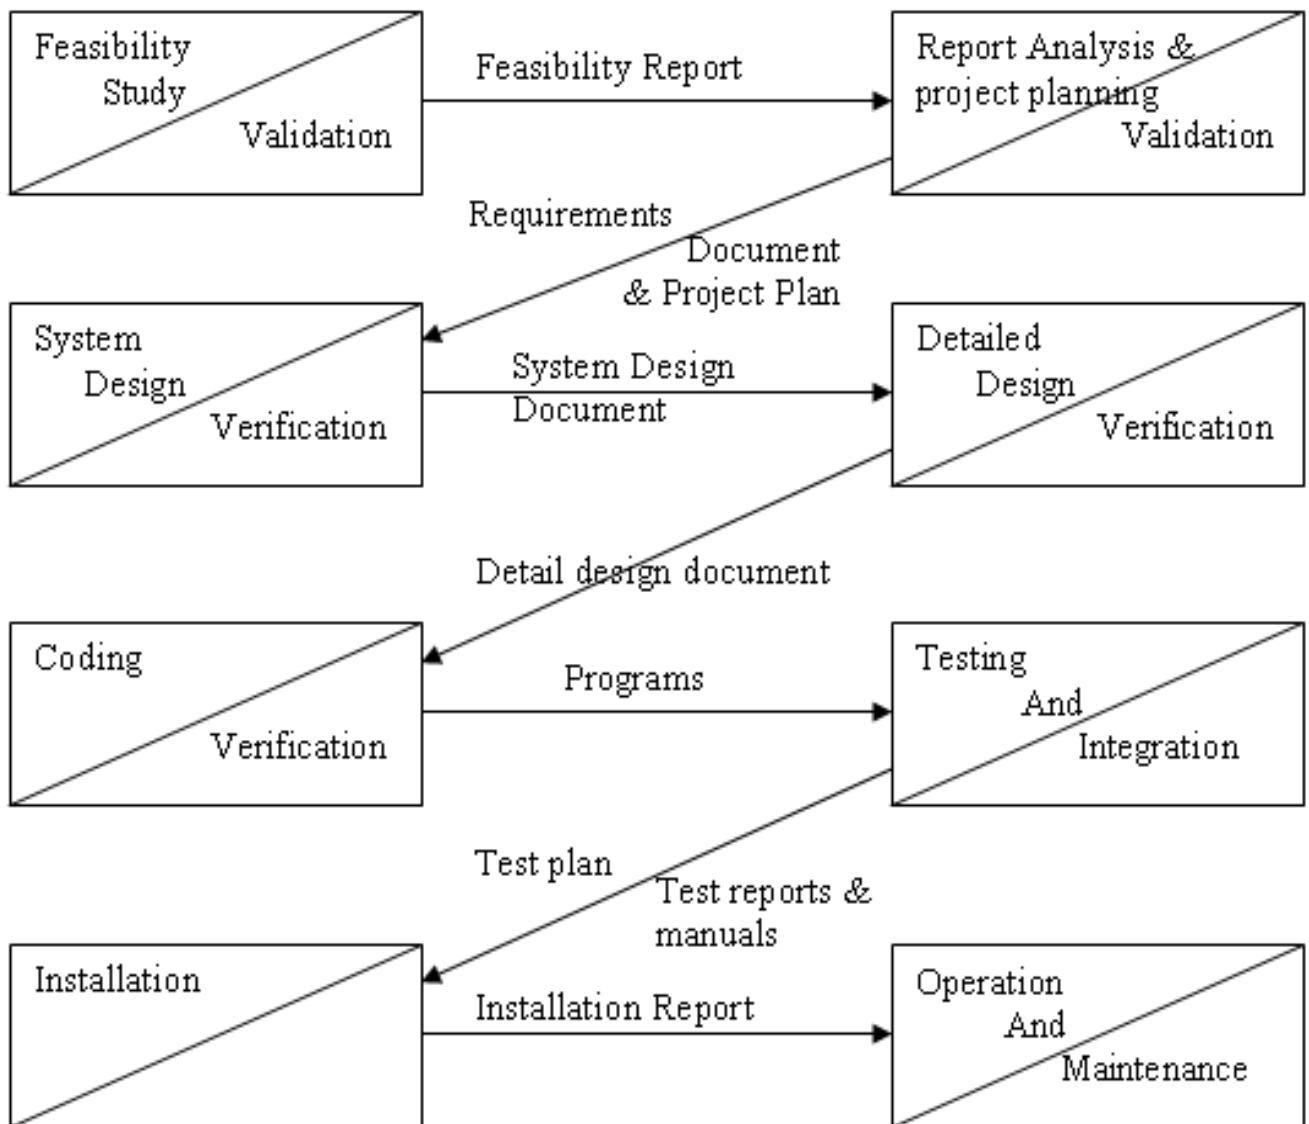 Feasibility
Study
Validation
Feasibility Report
Report Analysis &
project planning
Validation
Requirements
Document
& Project Plan
System
Design
Verification
System Design
Document
Detailed
Design
Verification
Detail design document
Coding
Verification
Programs
Testing
And
Integration
Test plan
Test reports &
manuals
Installation
Installation Report
Operation
And
Maintenance